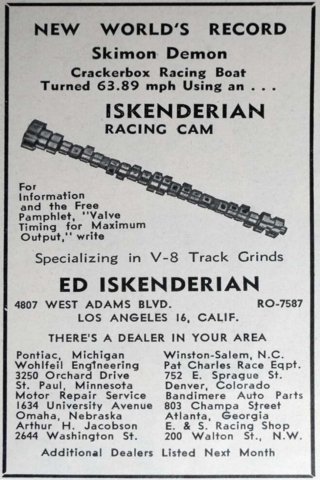 NEW WORLD'S RECORD
Skimon Demon
Crackerbox Racing Boat
Turned 63.89 mph Using an . . .
ISKENDERIAN
RACING CAM
For
Information
and the Free
Pamphlet, "Valve
Timing for Maximum
Output," write
Specializing in V-8 Track Grinds
ED ISKENDERIAN
4807 WEST ADAMS BLVD. RO-7587
LOS ANGELES 16, CALIF.
THERE'S A DEALER IN YOUR AREA
Pontiac, Michigan
Wohlfeil Engineering
3250 Orchard Drive
St. Paul, Minnesota
Motor Repair Service
1634 University Avenue
Omaha, Nebraska
Arthur H. Jacobson
2644 Washington St.
Winston-Salem, N.C.
Pat Charles Race Eqpt.
752 E. Sprague St.
Denver, Colorado
Bandimere Auto Parts
803 Champa Street
Atlanta, Georgia
E. & S. Racing Shop
200 Walton St., N.W.
Additional Dealers Listed Next Month